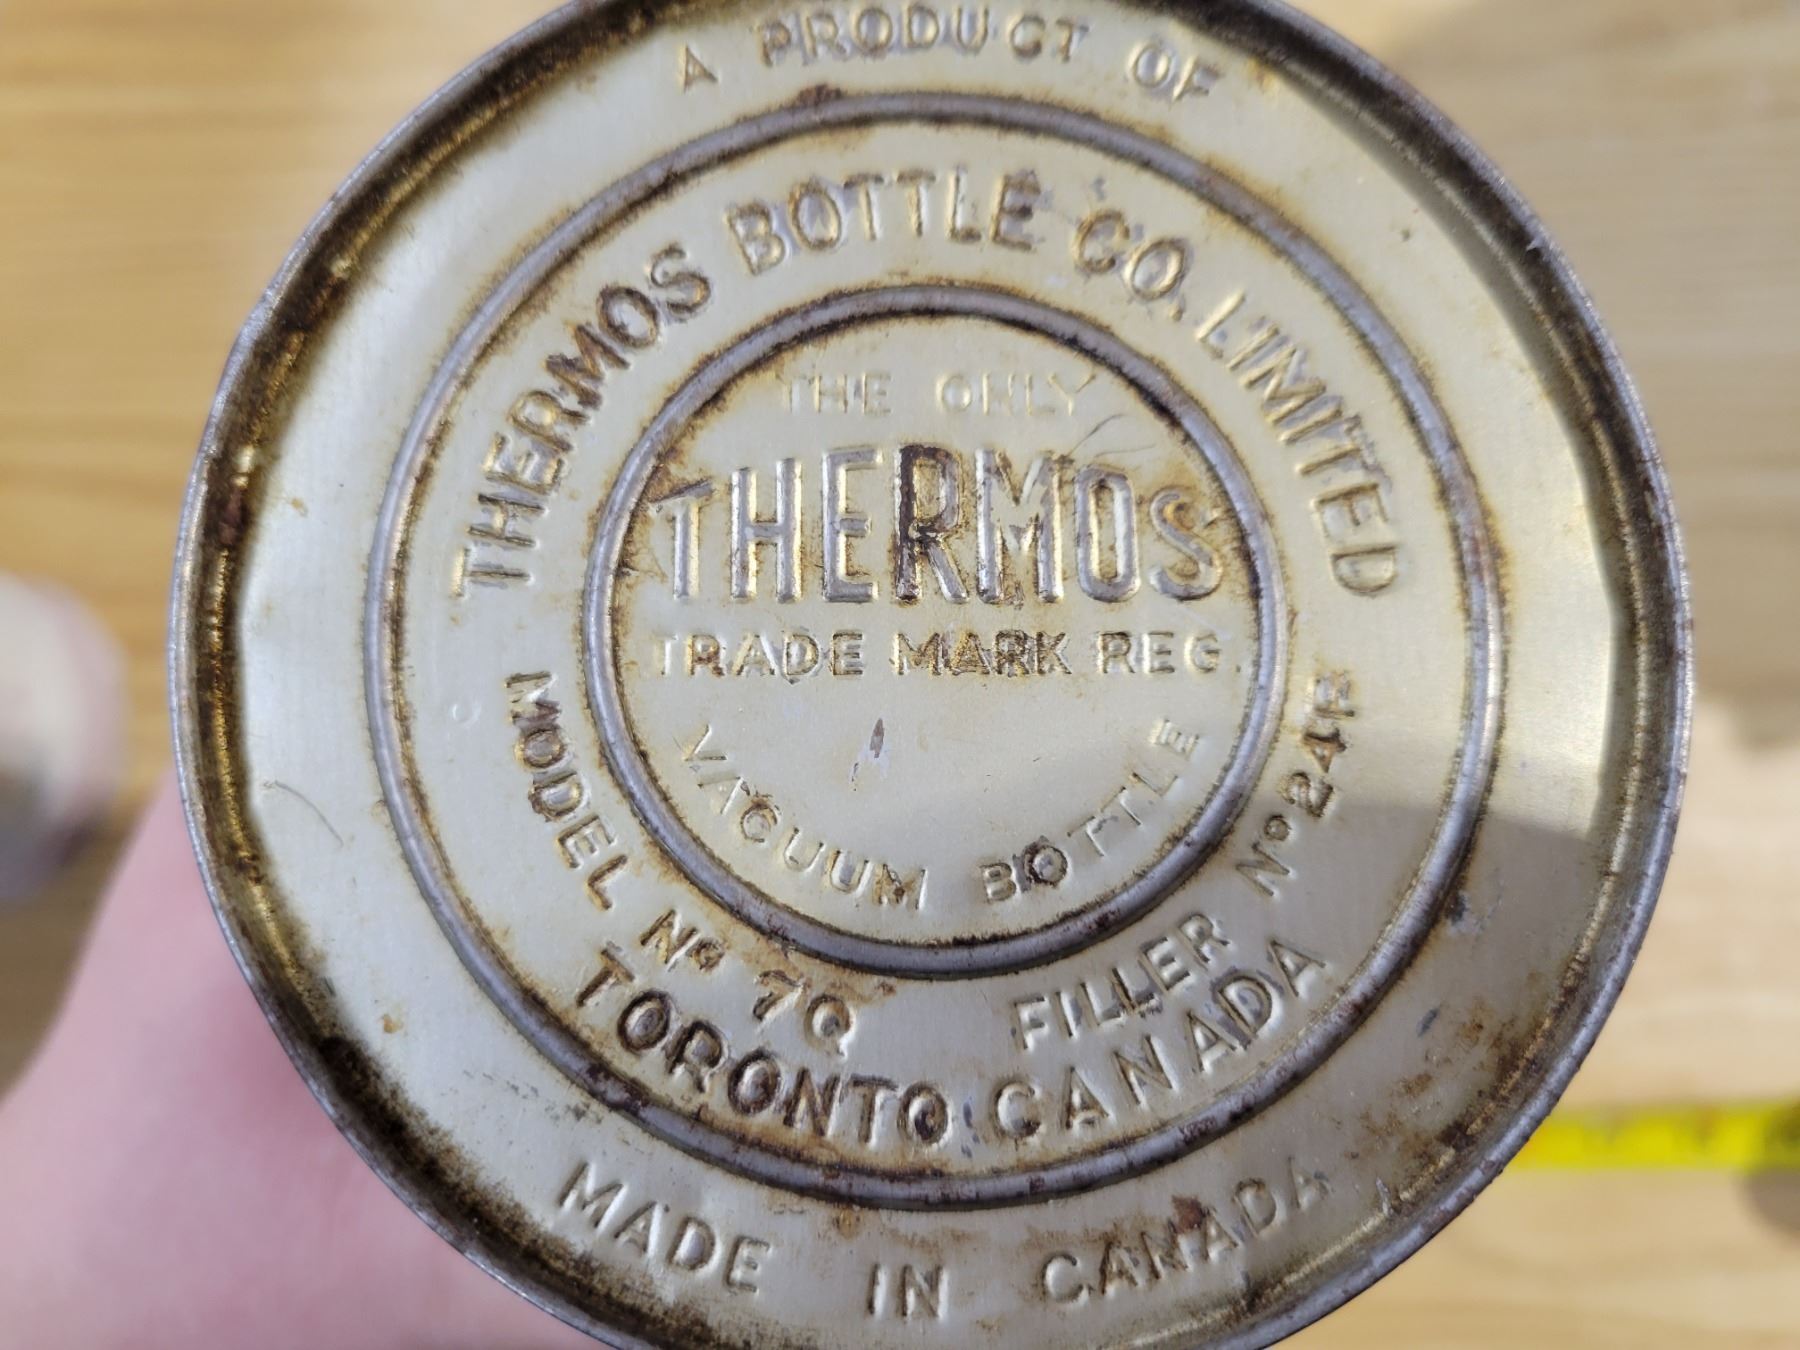 A PRODUCT OF
THERMOS BOTTLE CO. LIMITED
THE ONLY
THERMOS
TRADE MARK REG.
VACUUM BOTTLE
MODEL Nº 7Q
FILLER Nº 24F
TORONTO CANADA
MADE IN CANADA